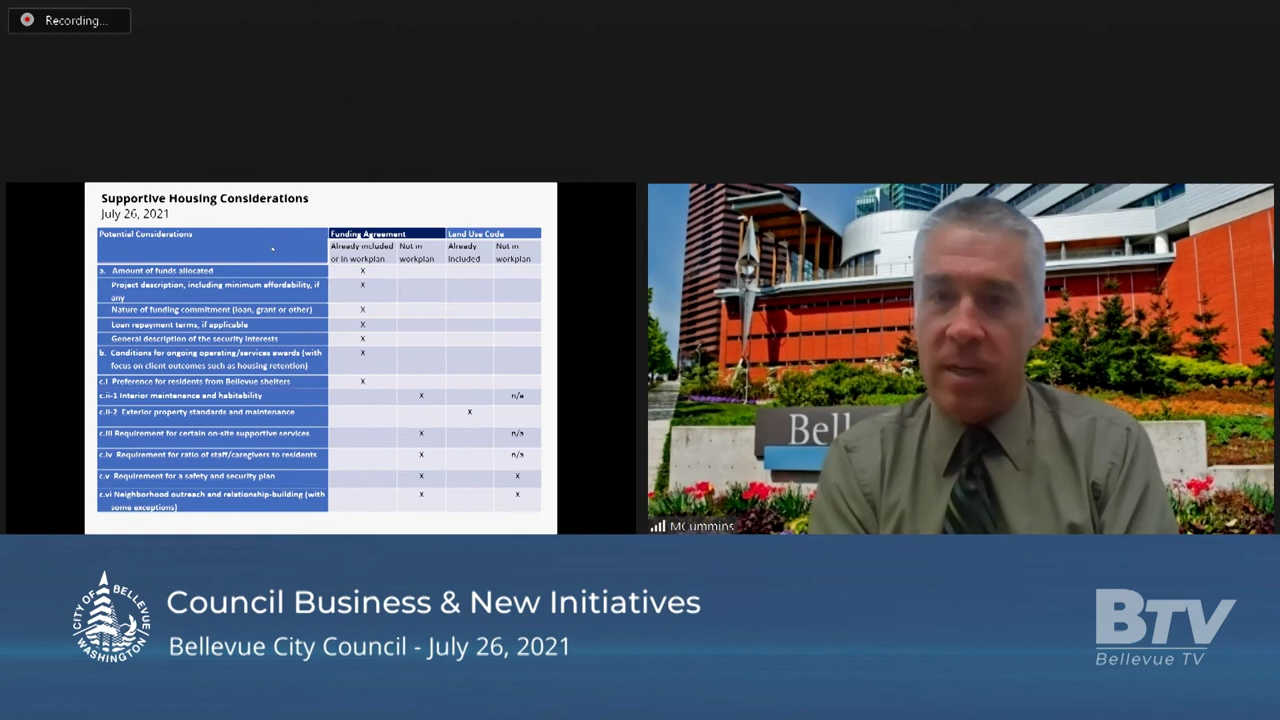 Recording...
Supportive Housing Considerations
July 26, 2021
Potential Considerations
Funding Agreement
Land Use Code
Already included or in workplan
Not in workplan
Already included
Not in workplan
a. Amount of funds allocated X
Project description, including minimum affordability, if any X
Nature of funding commitment (loan, grant or other) X
Loan repayment terms, if applicable X
General description of the security interests X
b. Conditions for ongoing operating/services awards (with focus on client outcomes such as housing retention) X
c.i Preference for residents from Bellevue shelters X
c.ii-1 Interior maintenance and habitability X n/a
c.ii-2 Exterior property standards and maintenance X
c.iii Requirement for certain on-site supportive services X n/a
c.iv Requirement for ratio of staff/caregivers to residents X n/a
c.v Requirement for a safety and security plan X X
c.vi Neighborhood outreach and relationship-building (with some exceptions) X X
Bell
MCummins
CITY OF BELLEVUE
WASHINGTON
Council Business & New Initiatives
Bellevue City Council - July 26, 2021
BTV
Bellevue TV